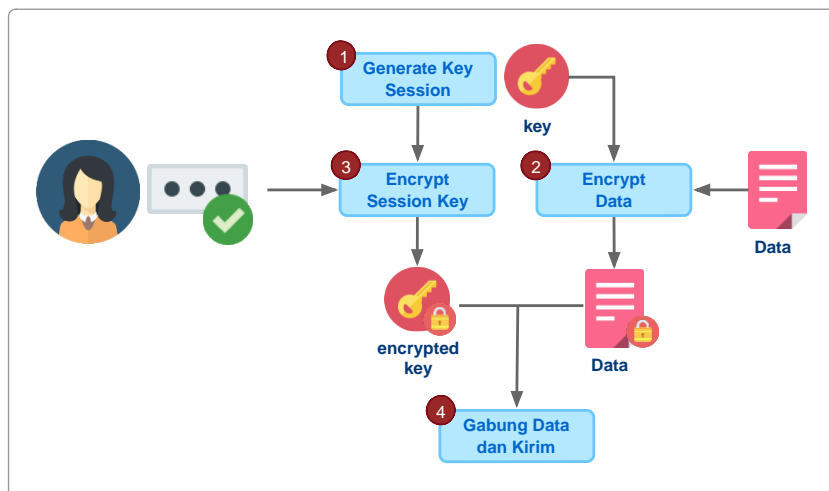 1
Generate Key
Session
key
3
Encrypt
Session Key
2
Encrypt
Data
Data
encrypted
key
Data
4
Gabung Data
dan Kirim